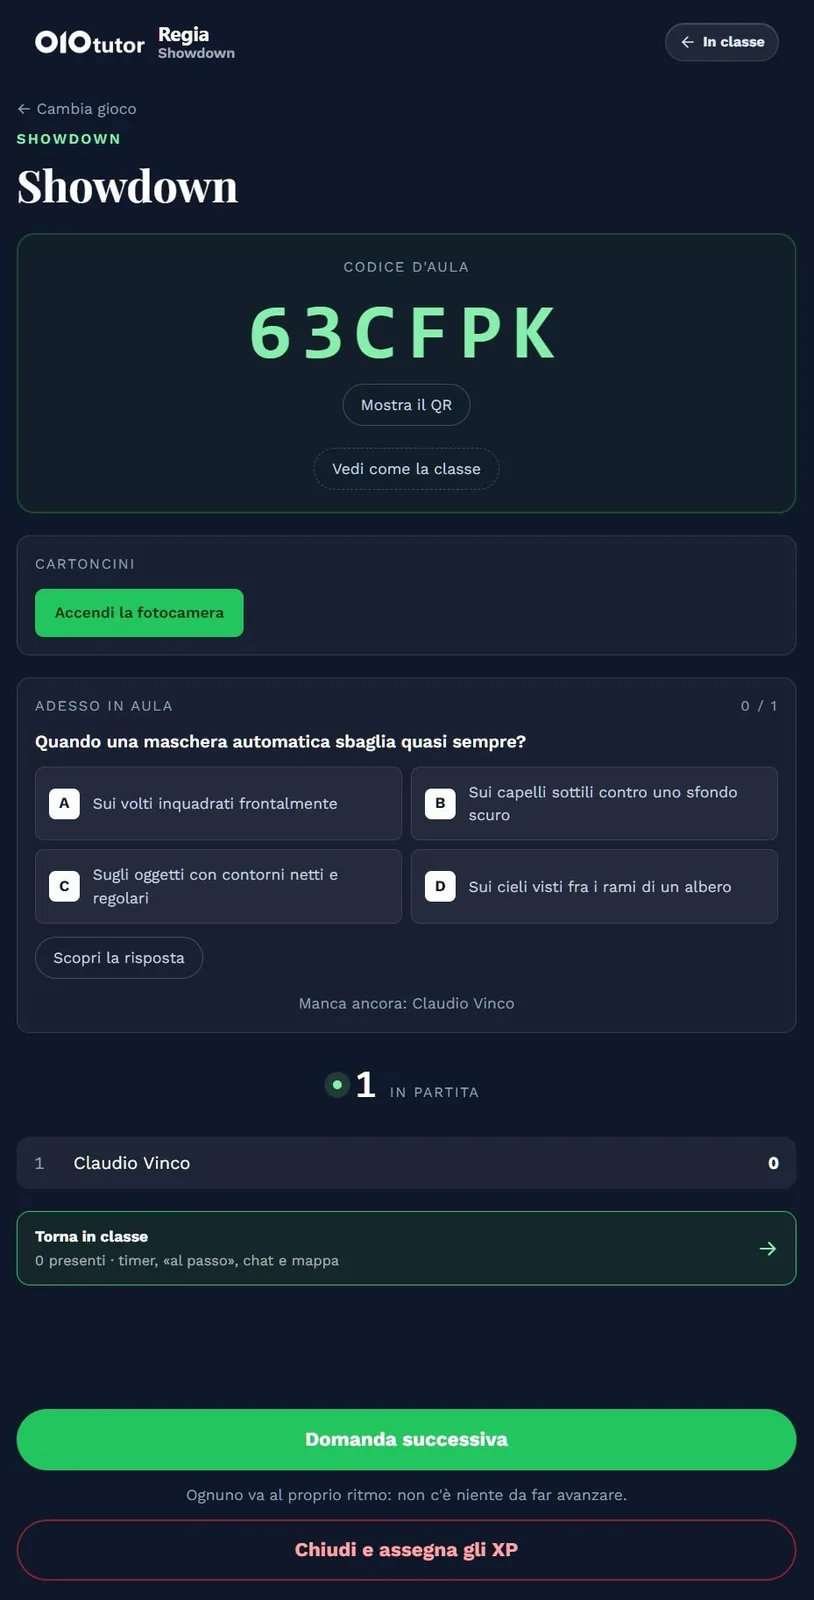 010tutor
Regia
Showdown
← In classe
← Cambia gioco
SHOWDOWN
Showdown
CODICE D'AULA
63CFPK
Mostra il QR
Vedi come la classe
CARTONCINI
Accendi la fotocamera
ADESSO IN AULA
0 / 1
Quando una maschera automatica sbaglia quasi sempre?
A Sui volti inquadrati frontalmente
B Sui capelli sottili contro uno sfondo
scuro
C Sugli oggetti con contorni netti e
regolari
D Sui cieli visti fra i rami di un albero
Scopri la risposta
Manca ancora: Claudio Vinco
1 IN PARTITA
1 Claudio Vinco 0
Torna in classe
0 presenti · timer, «al passo», chat e mappa
→
Domanda successiva
Ognuno va al proprio ritmo: non c'è niente da far avanzare.
Chiudi e assegna gli XP